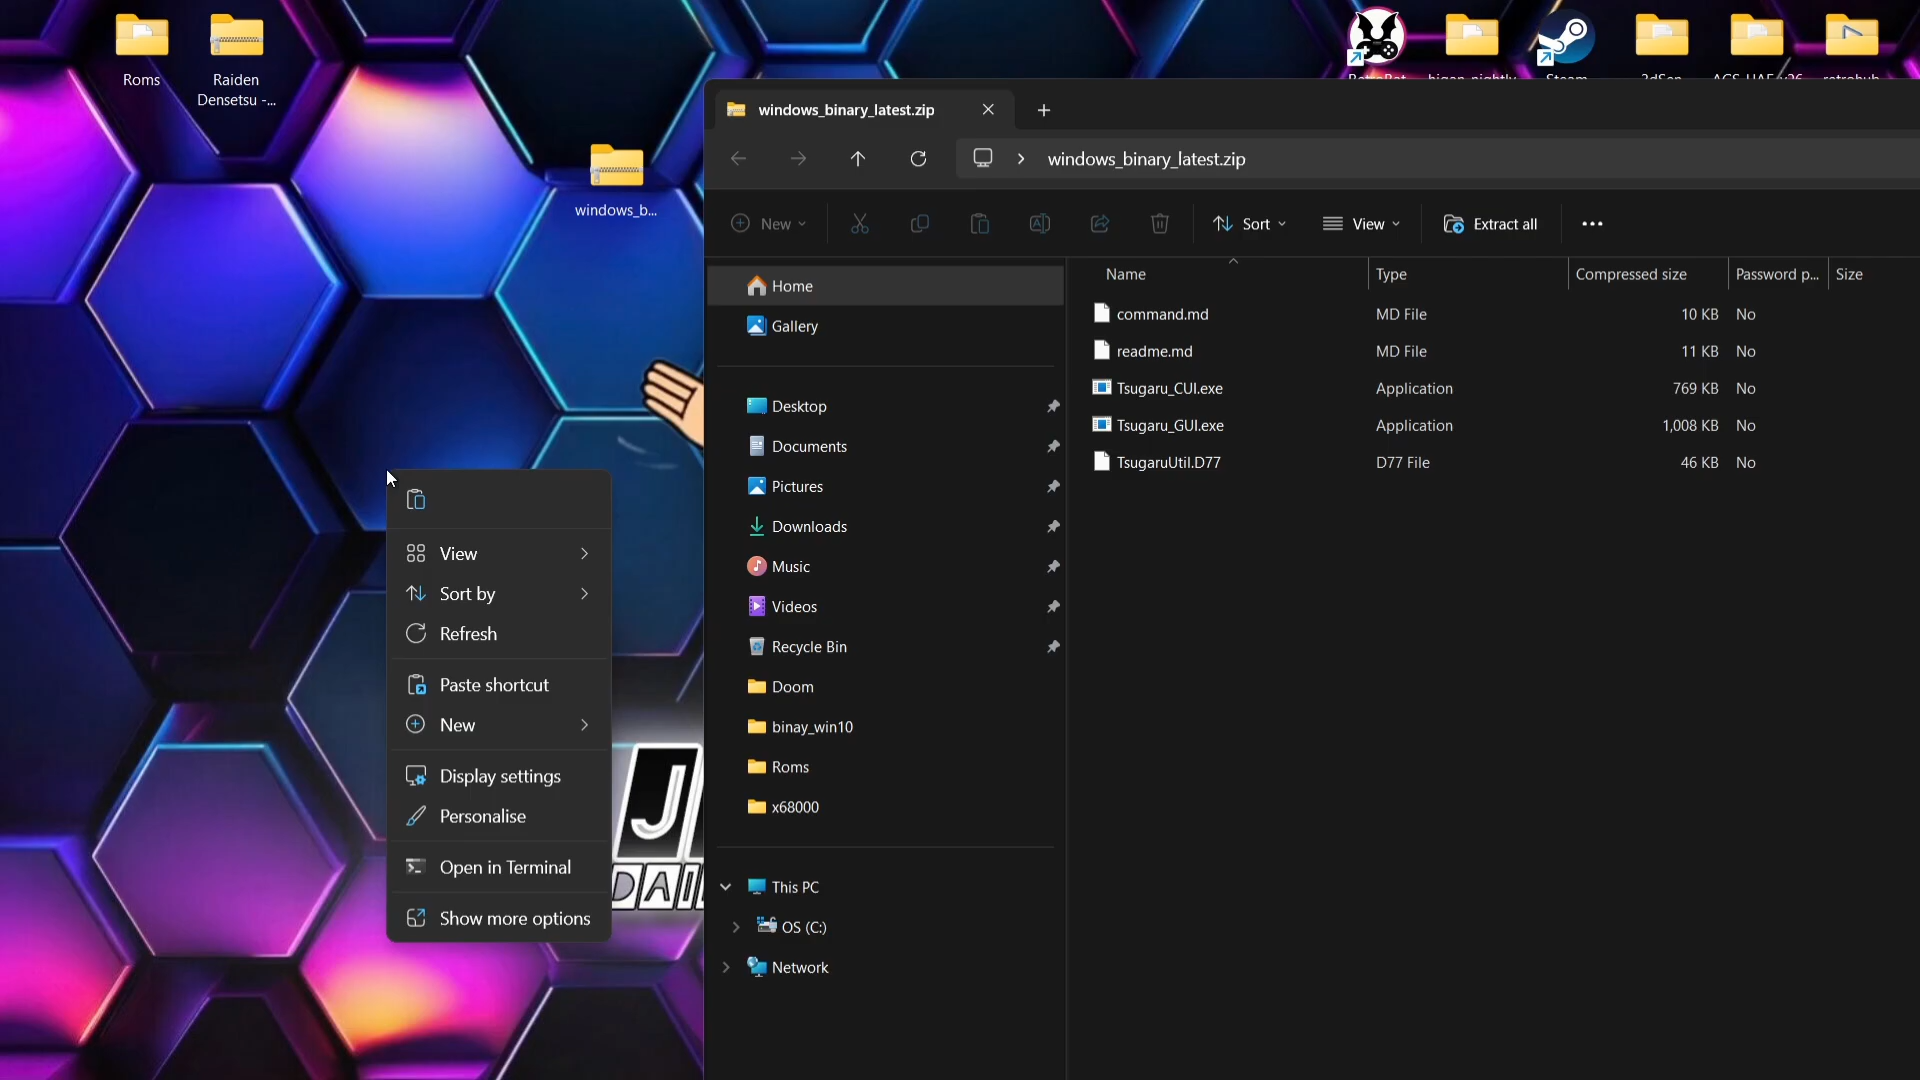 Roms
Raiden
Densetsu -...
windows_b...
Steam
windows_binary_latest.zip
windows_binary_latest.zip
New
Sort
View
Extract all
Home
Gallery
Desktop
Documents
Pictures
Downloads
Music
Videos
Recycle Bin
Doom
binay_win10
Roms
x68000
This PC
OS (C:)
Network
Name
Type
Compressed size
Password p...
Size
command.md MD File 10 KB No
readme.md MD File 11 KB No
Tsugaru_CUI.exe Application 769 KB No
Tsugaru_GUI.exe Application 1,008 KB No
TsugaruUtil.D77 D77 File 46 KB No
View
Sort by
Refresh
Paste shortcut
New
Display settings
Personalise
Open in Terminal
Show more options
J
DAI